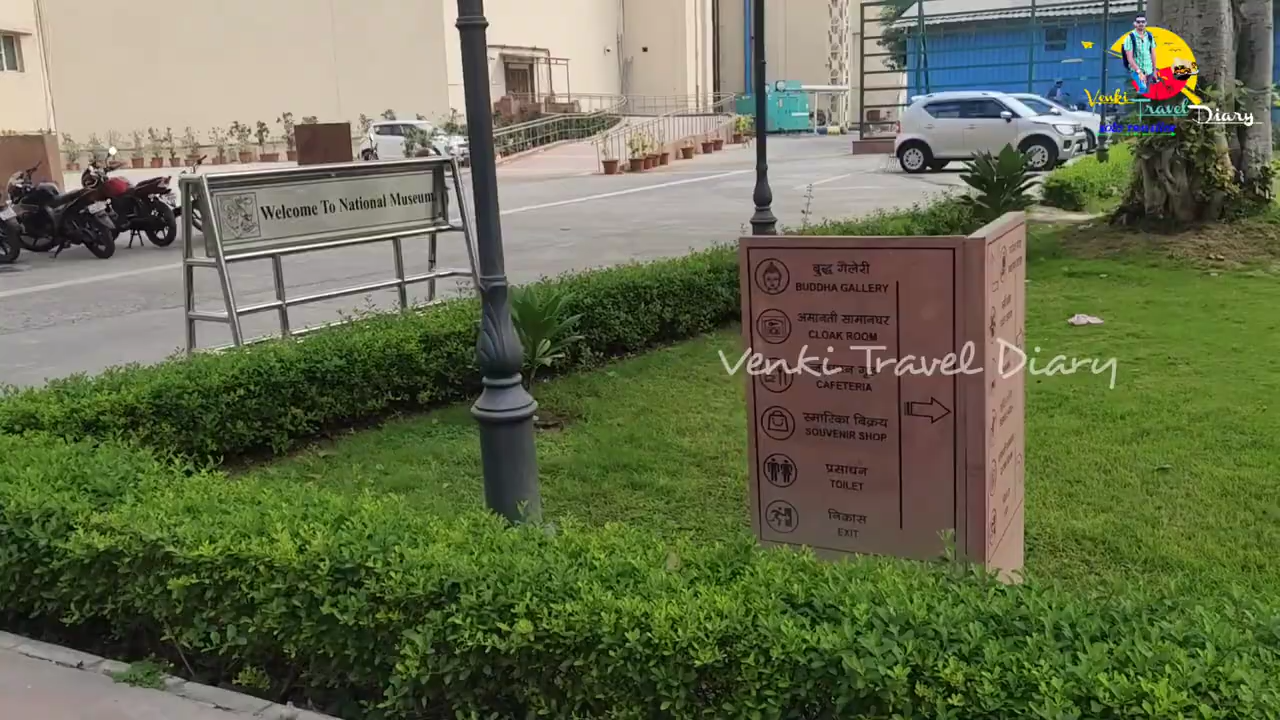 Venki
Travel
Diary
Welcome To National Museum
बुद्ध गैलेरी
BUDDHA GALLERY
अमानती सामानघर
CLOAK ROOM
Venki Travel Diary
CAFETERIA
स्मारिका विक्रय
SOUVENIR SHOP
प्रसाधन
TOILET
निकास
EXIT